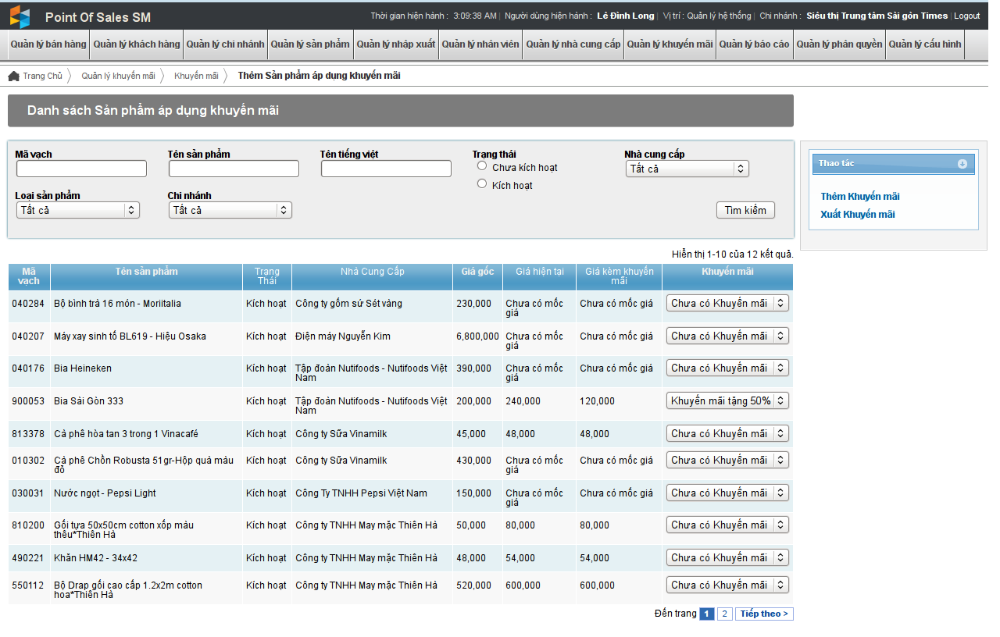 Point Of Sales SM
Thời gian hiện hành : 3:09:38 AM | Người dùng hiện hành : Lê Đình Long | Vị trí : Quản lý hệ thống | Chi nhánh : Siêu thị Trung tâm Sài gòn Times | Logout
Quản lý bán hàng Quản lý khách hàng Quản lý chi nhánh Quản lý sản phẩm Quản lý nhập xuất Quản lý nhân viên Quản lý nhà cung cấp Quản lý khuyến mãi Quản lý báo cáo Quản lý phân quyền Quản lý cấu hình
Trang Chủ Quản lý khuyến mãi Khuyến mãi Thêm Sản phẩm áp dụng khuyến mãi
Danh sách Sản phẩm áp dụng khuyến mãi
Mã vạch Tên sản phẩm Tên tiếng việt Trạng thái Nhà cung cấp
Chưa kích hoạt Tất cả
Kích hoạt
Loại sản phẩm Chi nhánh
Tất cả Tất cả Tìm kiếm
Thao tác
Thêm Khuyến mãi
Xuất Khuyến mãi
Hiển thị 1-10 của 12 kết quả.
Mã vạch Tên sản phẩm Trạng Thái Nhà Cung Cấp Giá gốc Giá hiện tại Giá kèm khuyến mãi Khuyến mãi
040284 Bộ bình trà 16 món - Moriitalia Kích hoạt Công ty gốm sứ Sét vàng 230,000 Chưa có mốc giá Chưa có mốc giá Chưa có Khuyến mãi
040207 Máy xay sinh tố BL619 - Hiệu Osaka Kích hoạt Điện máy Nguyễn Kim 6,800,000 Chưa có mốc giá Chưa có mốc giá Chưa có Khuyến mãi
040176 Bia Heineken Kích hoạt Tập đoàn Nutifoods - Nutifoods Việt Nam 390,000 Chưa có mốc giá Chưa có mốc giá Chưa có Khuyến mãi
900053 Bia Sài Gòn 333 Kích hoạt Tập đoàn Nutifoods - Nutifoods Việt Nam 200,000 240,000 120,000 Khuyến mãi tặng 50%
813378 Cà phê hòa tan 3 trong 1 Vinacafé Kích hoạt Công ty Sữa Vinamilk 45,000 48,000 48,000 Chưa có Khuyến mãi
010302 Cà phê Chồn Robusta 51gr-Hộp quà màu đỏ Kích hoạt Công ty Sữa Vinamilk 430,000 Chưa có mốc giá Chưa có mốc giá Chưa có Khuyến mãi
030031 Nước ngọt - Pepsi Light Kích hoạt Công Ty TNHH Pepsi Việt Nam 150,000 Chưa có mốc giá Chưa có mốc giá Chưa có Khuyến mãi
810200 Gối tựa 50x50cm cotton xốp màu thêu*Thiên Hà Kích hoạt Công ty TNHH May mặc Thiên Hà 50,000 80,000 80,000 Chưa có Khuyến mãi
490221 Khăn HM42 - 34x42 Kích hoạt Công ty TNHH May mặc Thiên Hà 48,000 54,000 54,000 Chưa có Khuyến mãi
550112 Bộ Drap gối cao cấp 1.2x2m cotton hoa*Thiên Hà Kích hoạt Công ty TNHH May mặc Thiên Hà 520,000 600,000 600,000 Chưa có Khuyến mãi
Đến trang 1 2 Tiếp theo >